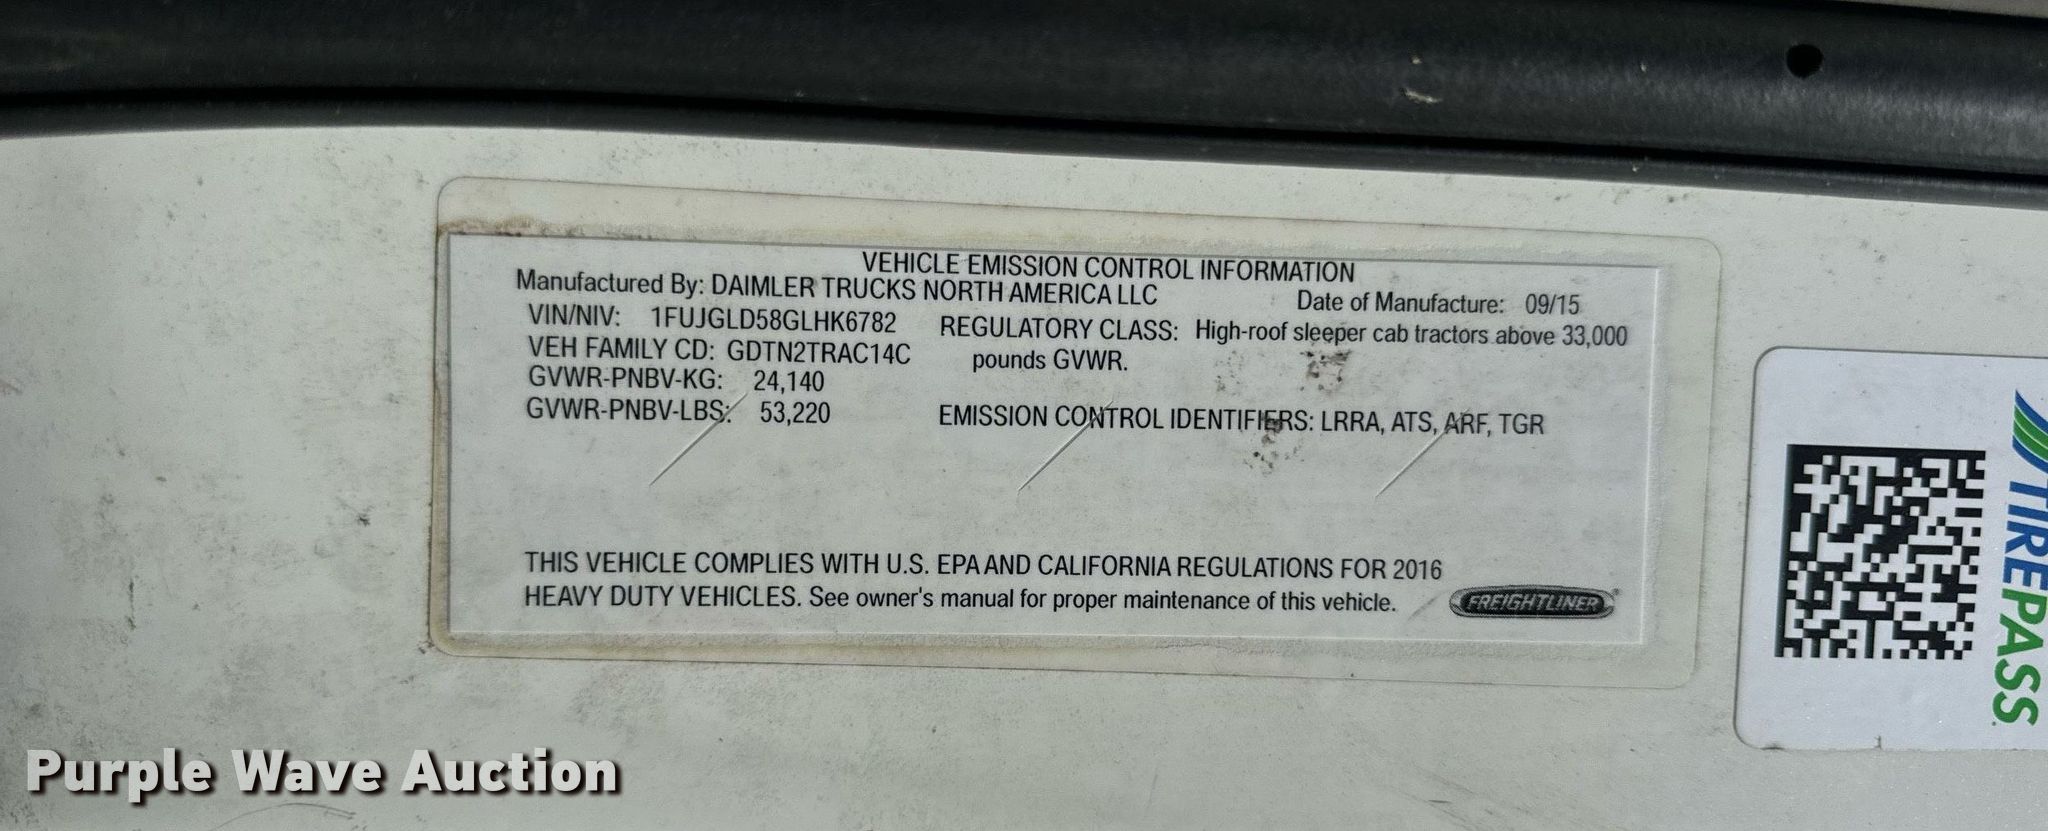 VEHICLE EMISSION CONTROL INFORMATION
Manufactured By: DAIMLER TRUCKS NORTH AMERICA LLC
Date of Manufacture: 09/15
VIN/NIV: 1FUJGLD58GLHK6782
REGULATORY CLASS: High-roof sleeper cab tractors above 33,000
pounds GVWR.
VEH FAMILY CD: GDTN2TRAC14C
GVWR-PNBV-KG: 24,140
GVWR-PNBV-LBS: 53,220
EMISSION CONTROL IDENTIFIERS: LRRA, ATS, ARF, TGR
THIS VEHICLE COMPLIES WITH U.S. EPA AND CALIFORNIA REGULATIONS FOR 2016
HEAVY DUTY VEHICLES. See owner's manual for proper maintenance of this vehicle.
FREIGHTLINER
TIREPASS
Purple Wave Auction